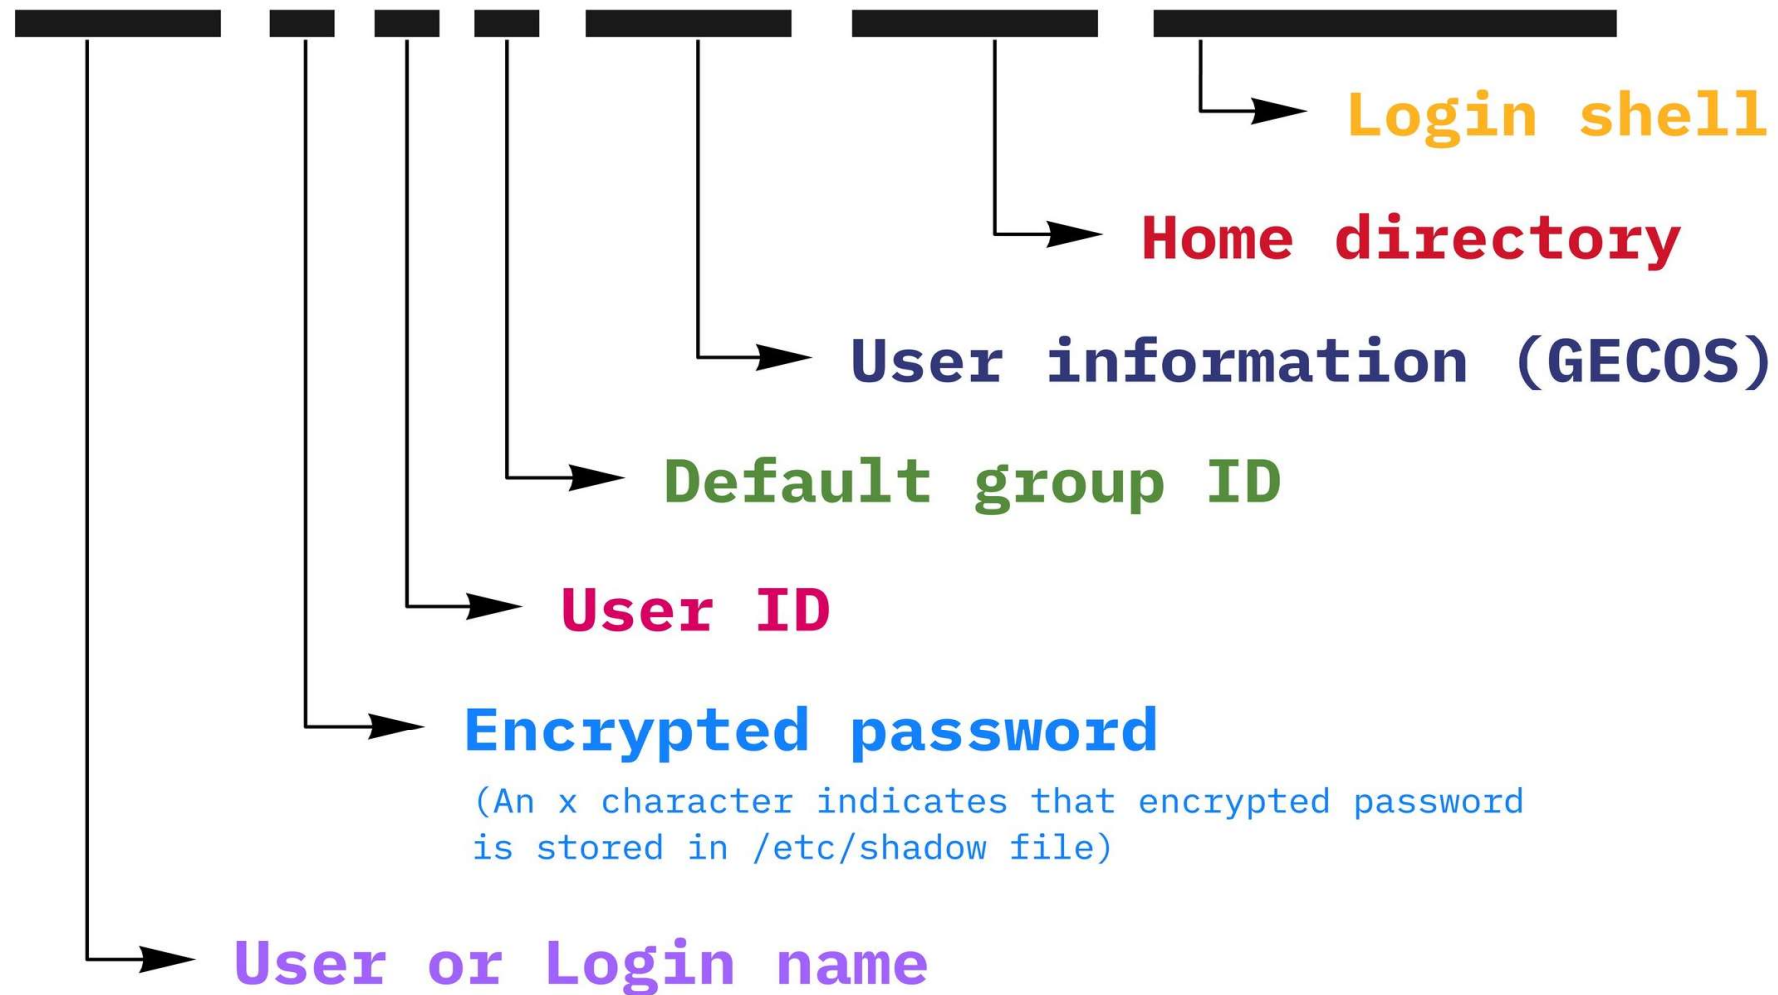 Login shell
Home directory
User information (GECOS)
Default group ID
User ID
Encrypted password
(An x character indicates that encrypted password
is stored in /etc/shadow file)
User or Login name